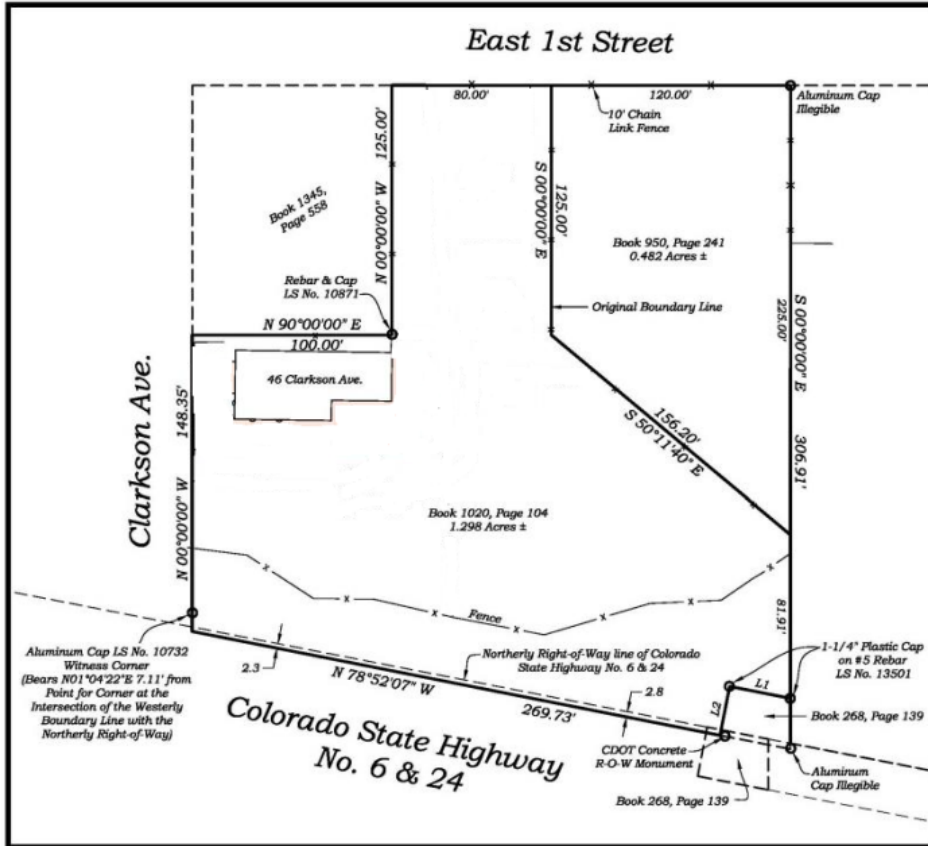 East 1st Street
80.00'
120.00'
10' Chain
Link Fence
Aluminum Cap
Illegible
N 00°00'00" W
125.00'
S 00°00'00" E
125.00'
Book 1345,
Page 558
Book 950, Page 241
0.482 Acres ±
Rebar & Cap
LS No. 10871
Original Boundary Line
N 90°00'00" E
100.00'
225.00'
S 00°00'00" E
306.91'
46 Clarkson Ave.
Clarkson Ave.
N 00°00'00" W
148.35'
156.20'
S 50°11'40" E
Book 1020, Page 104
1.298 Acres ±
Fence
81.91'
Aluminum Cap LS No. 10732
Witness Corner
(Bears N01°04'22"E 7.11' from
Point for Corner at the
Intersection of the Westerly
Boundary Line with the
Northerly Right-of-Way)
2.3
Northerly Right-of-Way line of Colorado
State Highway No. 6 & 24
N 78°52'07" W
269.73'
2.8
L1
L2
1-1/4" Plastic Cap
on #5 Rebar
LS No. 13501
Book 268, Page 139
Colorado State Highway
No. 6 & 24
CDOT Concrete
R-O-W Monument
Aluminum
Cap Illegible
Book 268, Page 139